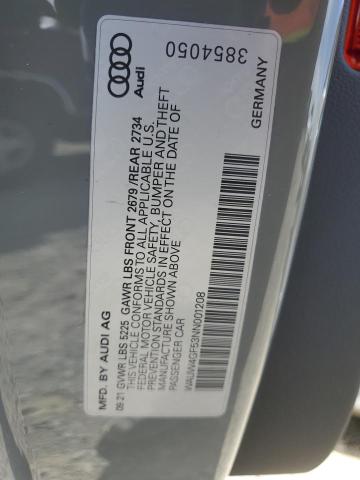 MFD. BY AUDI AG
09.21 GVWR LBS 5225 GAWR LBS FRONT 2679/REAR 2734
THIS VEHICLE CONFORMS TO ALL APPLICABLE U.S.
FEDERAL MOTOR VEHICLE SAFETY, BUMPER AND THEFT
PREVENTION STANDARDS IN EFFECT ON THE DATE OF
MANUFACTURE SHOWN ABOVE.
PASSENGER CAR
WAUW4GF53NN001208
Audi
3854050
GERMANY